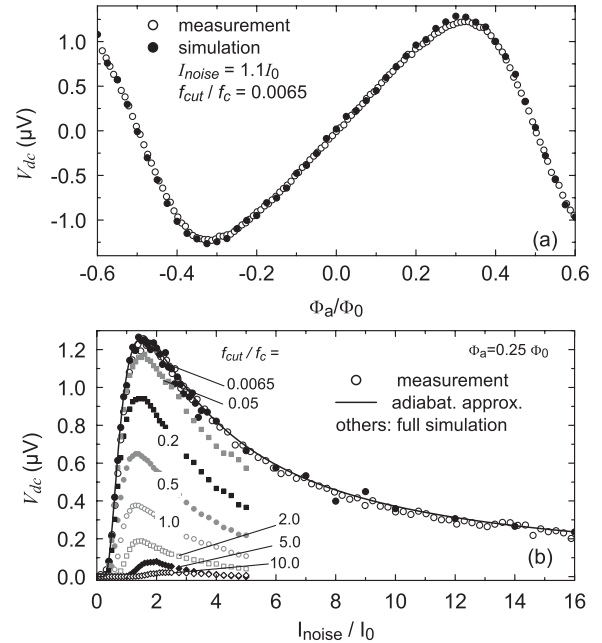 1.0
0.5
0.0
-0.5
-1.0
V_dc (µV)
measurement
simulation
I_noise = 1.1I_0
f_cut / f_c = 0.0065
(a)
-0.6 -0.4 -0.2 0.0 0.2 0.4 0.6
Φ_a/Φ_0
1.2
1.0
0.8
0.6
0.4
0.2
0.0
V_dc (µV)
f_cut / f_c =
0.0065
0.05
0.2
0.5
1.0
2.0
5.0
10.0
Φ_a=0.25 Φ_0
measurement
adiabat. approx.
others: full simulation
(b)
0 2 4 6 8 10 12 14 16
I_noise / I_0